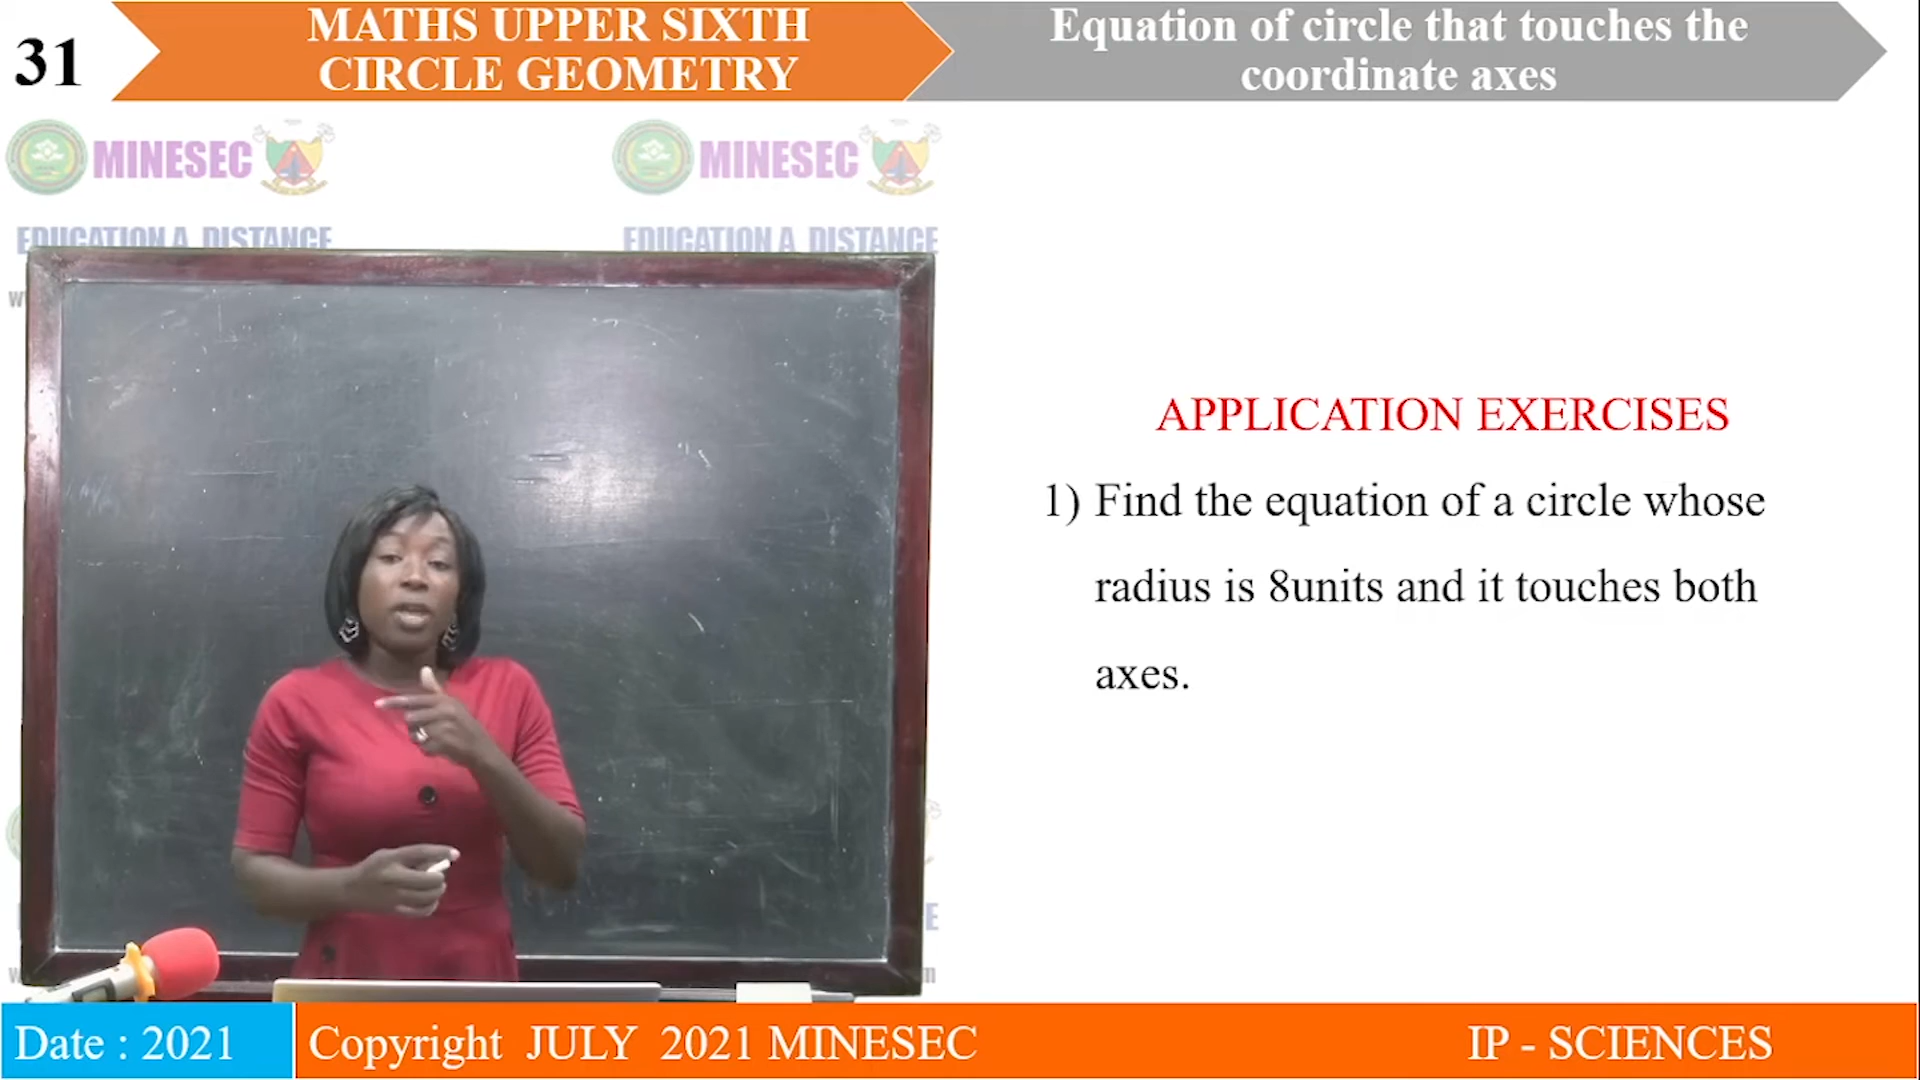 31
MATHS UPPER SIXTH
CIRCLE GEOMETRY
Equation of circle that touches the
coordinate axes
MINESEC
MINESEC
EDUCATION A DISTANCE
EDUCATION A DISTANCE
APPLICATION EXERCISES
1) Find the equation of a circle whose
radius is 8units and it touches both
axes.
Date : 2021
Copyright JULY 2021 MINESEC
IP - SCIENCES